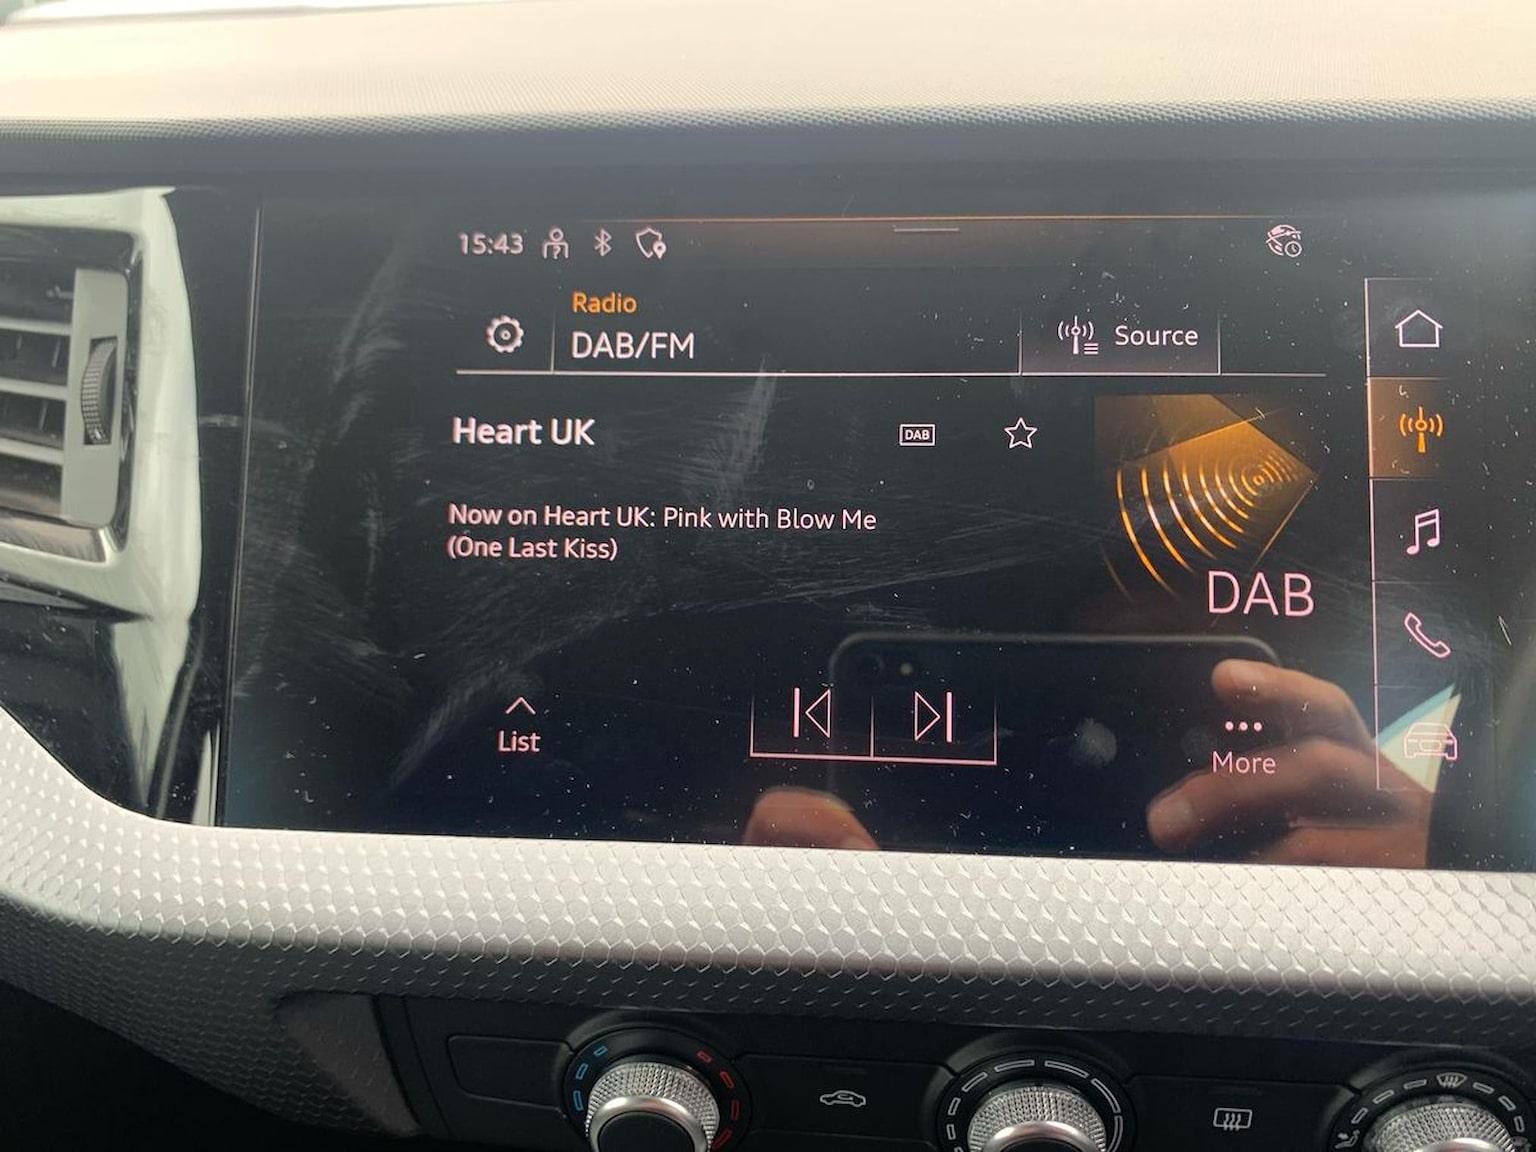 15:43
Radio
DAB/FM
Source
Heart UK
DAB
Now on Heart UK: Pink with Blow Me
(One Last Kiss)
DAB
List
More